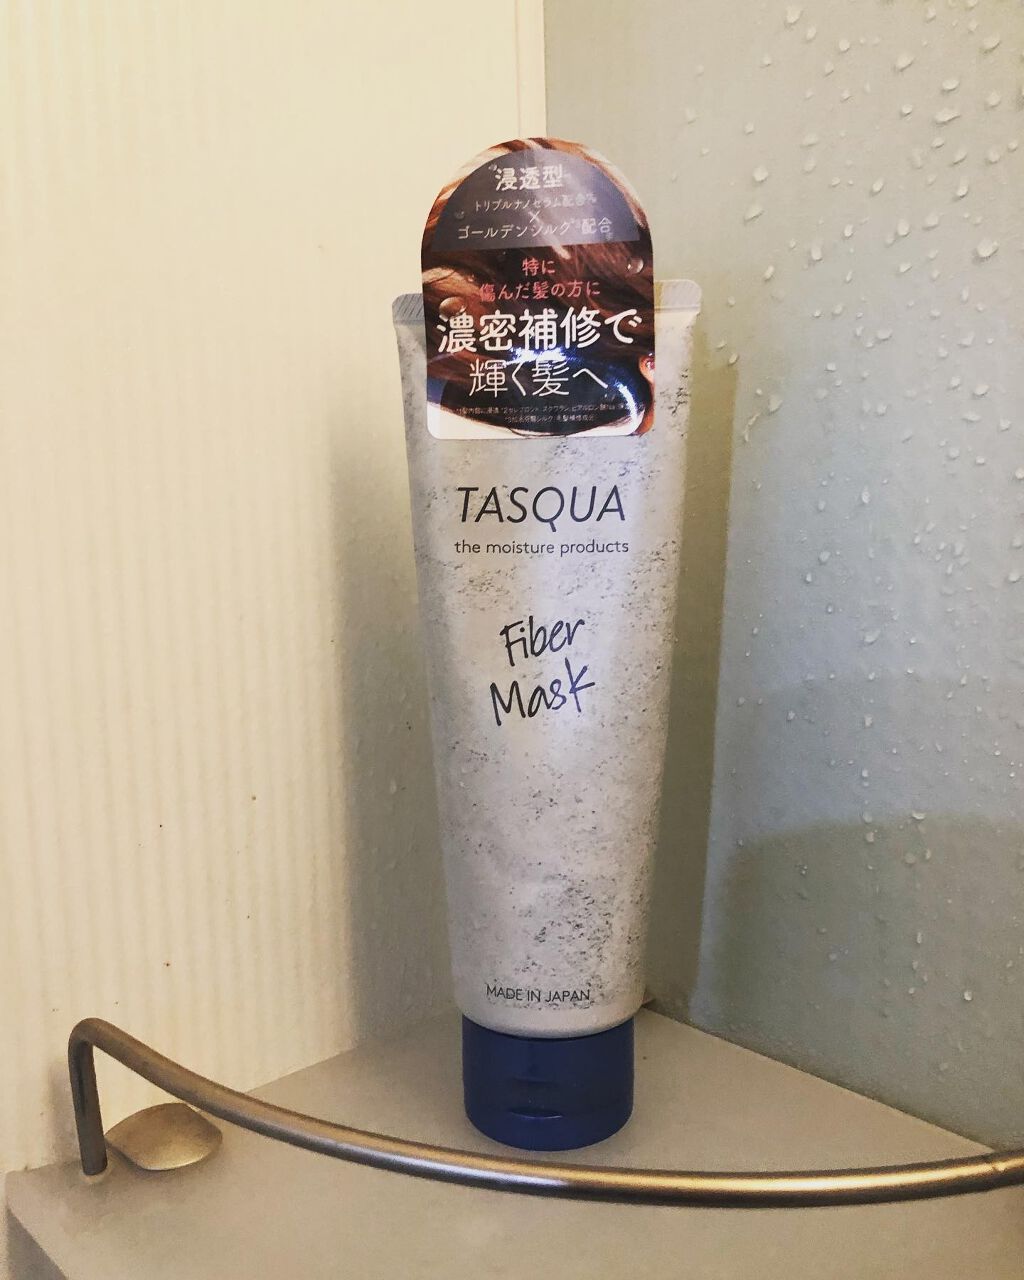 浸透型
トリプルナノセラム配合
×
ゴールデンシルク 配合
特に
傷んだ髪の方に
濃密補修で
輝く髪へ
TASQUA
the moisture products
Fiber
Mask
MADE IN JAPAN